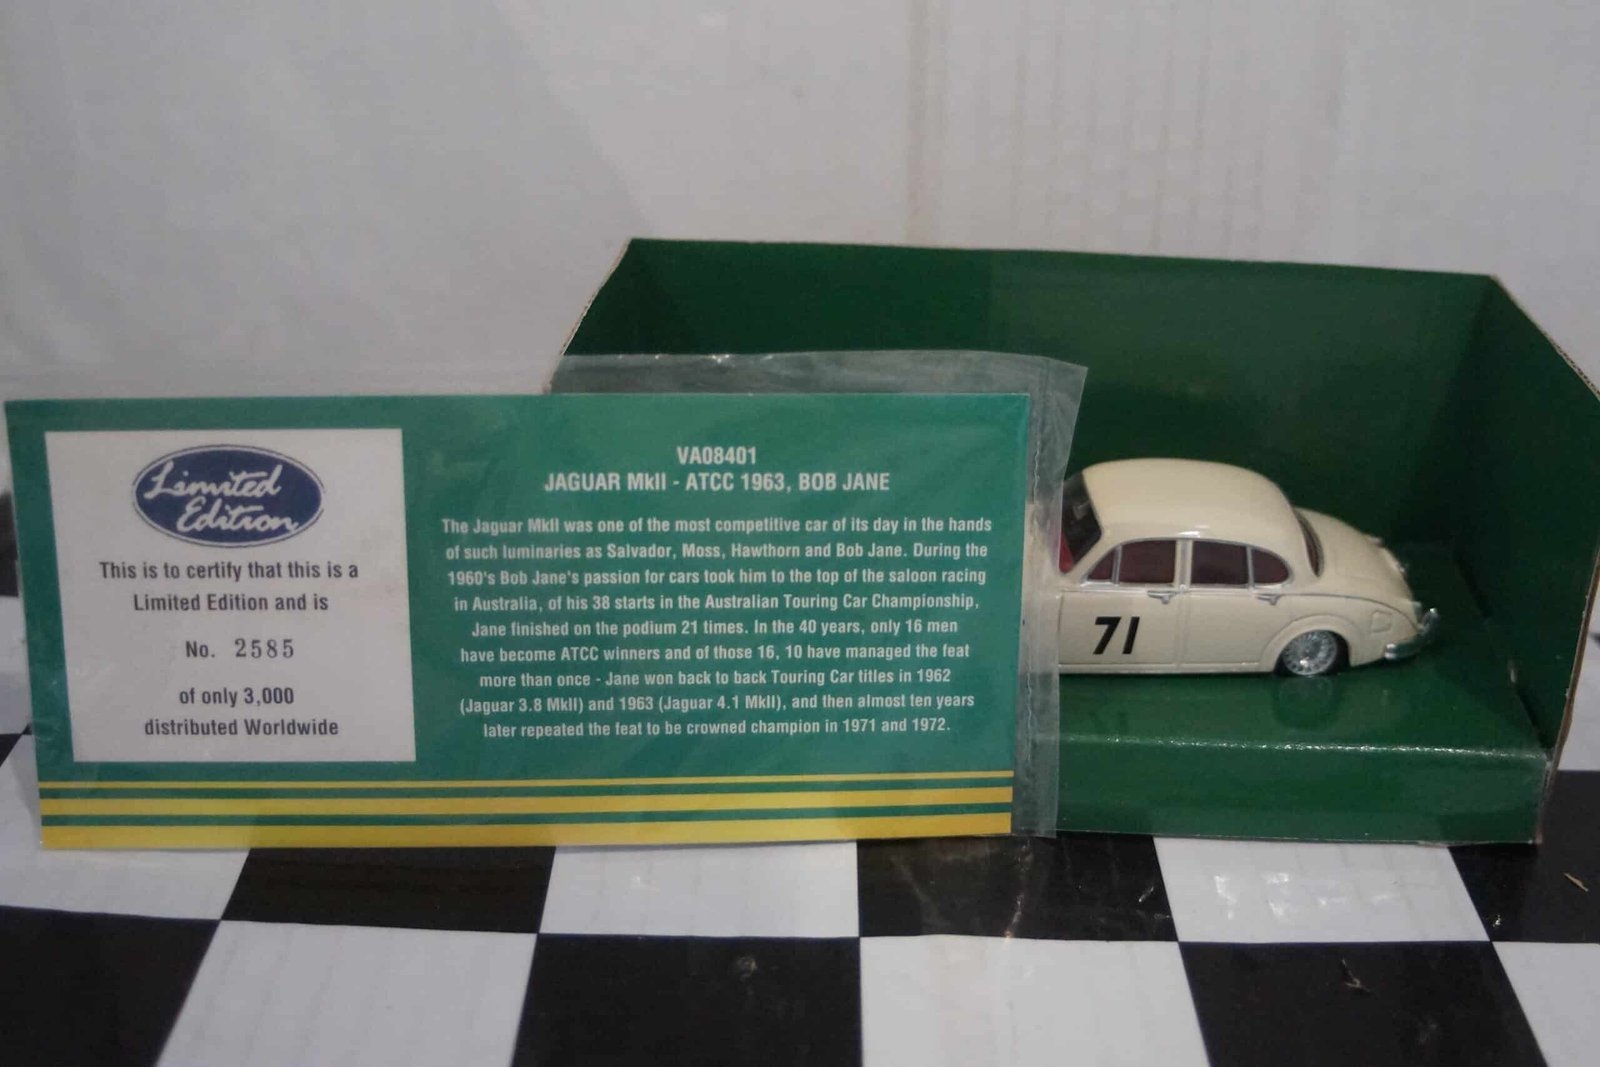 Limited
Edition
This is to certify that this is a
Limited Edition and is
No. 2585
of only 3,000
distributed Worldwide
VA08401
JAGUAR MkII - ATCC 1963, BOB JANE
The Jaguar MkII was one of the most competitive car of its day in the hands
of such luminaries as Salvador, Moss, Hawthorn and Bob Jane. During the
1960's Bob Jane's passion for cars took him to the top of the saloon racing
in Australia, of his 38 starts in the Australian Touring Car Championship,
Jane finished on the podium 21 times. In the 40 years, only 16 men
have become ATCC winners and of those 16, 10 have managed the feat
more than once - Jane won back to back Touring Car titles in 1962
(Jaguar 3.8 MkII) and 1963 (Jaguar 4.1 MkII), and then almost ten years
later repeated the feat to be crowned champion in 1971 and 1972.
71